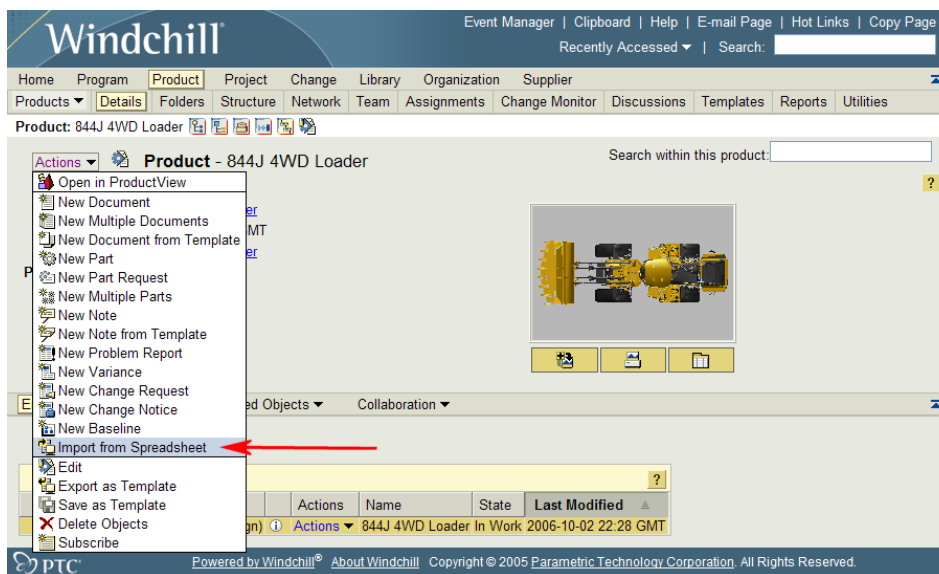 Event Manager | Clipboard | Help | E-mail Page | Hot Links | Copy Page
Windchill
Recently Accessed | Search:
Home Program Product Project Change Library Organization Supplier
Products Details Folders Structure Network Team Assignments Change Monitor Discussions Templates Reports Utilities
Product: 844J 4WD Loader
Actions Product - 844J 4WD Loader Search within this product:
?
Open in ProductView
New Document
er
New Multiple Documents
MT
New Document from Template
er
New Part
P
New Part Request
New Multiple Parts
New Note
New Note from Template
New Problem Report
New Variance
New Change Request
E
New Change Notice
ed Objects Collaboration
New Baseline
Import from Spreadsheet
Edit
?
Export as Template
Save as Template
Actions Name State Last Modified
Delete Objects
gn) Actions 844J 4WD Loader In Work 2006-10-02 22:28 GMT
Subscribe
PTC Powered by Windchill® About Windchill Copyright © 2005 Parametric Technology Corporation. All Rights Reserved.